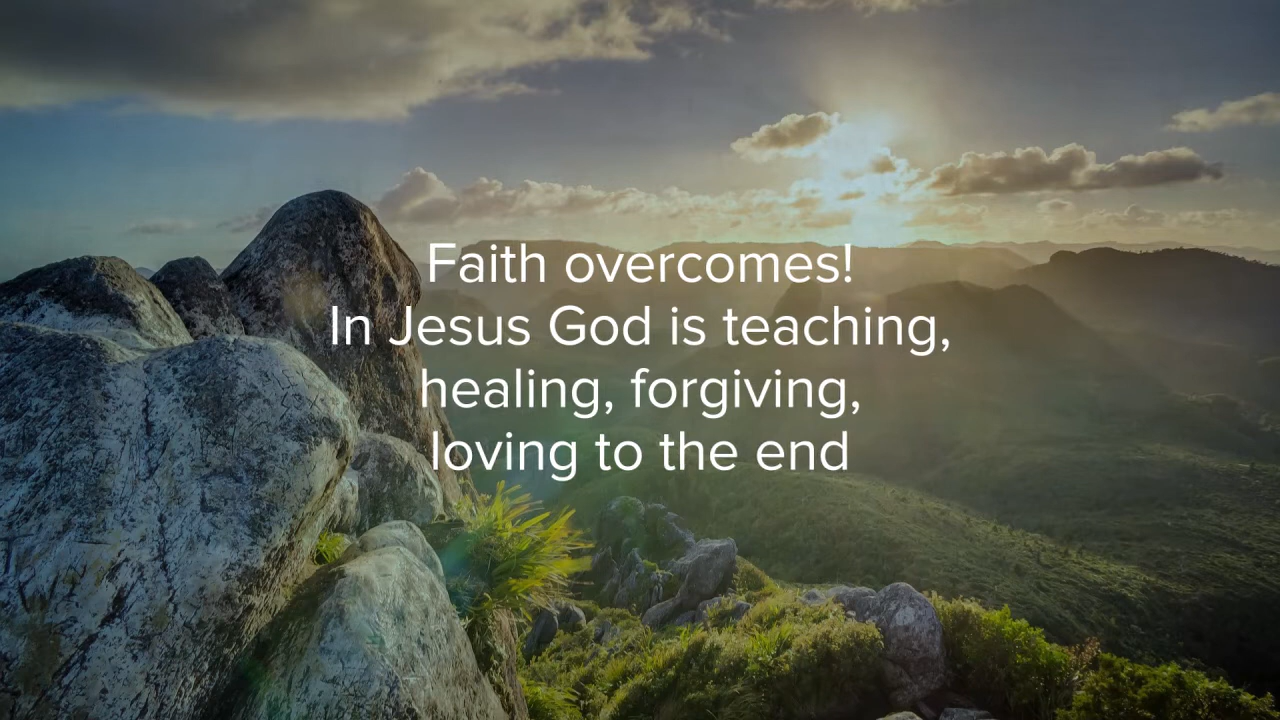 Faith overcomes!
In Jesus God is teaching,
healing, forgiving,
loving to the end